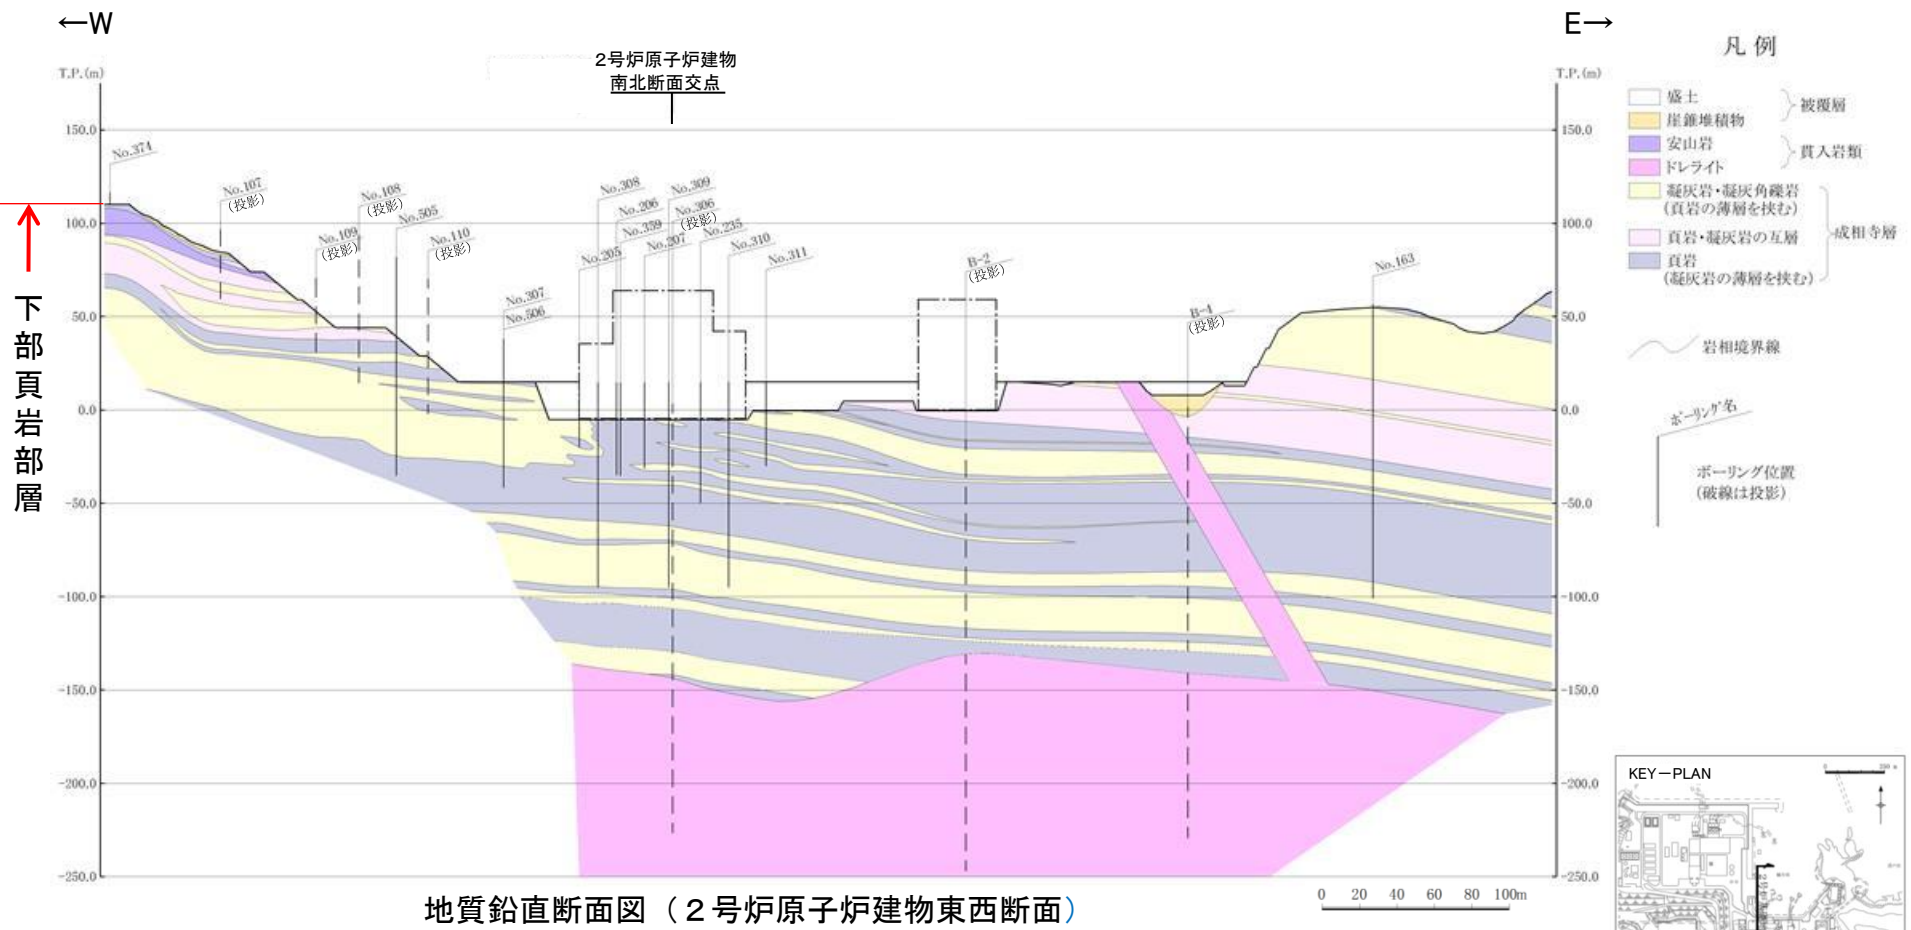 ←W
E→
2号炉原子炉建物
南北断面交点
T.P.(m)
T.P.(m)
150.0
100.0
50.0
0.0
-50.0
-100.0
-150.0
-200.0
-250.0
150.0
100.0
50.0
0.0
-50.0
-100.0
-150.0
-200.0
-250.0
下部頁岩部層
No.374
No.107
(投影)
No.109
(投影)
No.108
(投影)
No.505
No.110
(投影)
No.307
No.506
No.205
No.308
No.206
No.359
No.207
No.309
No.306
(投影)
No.235
No.310
No.311
B-2
(投影)
B-4
(投影)
No.163
凡例
盛土
崖錐堆積物
被覆層
安山岩
ドレライト
貫入岩類
凝灰岩・凝灰角礫岩
(頁岩の薄層を挟む)
頁岩・凝灰岩の互層
頁岩
(凝灰岩の薄層を挟む)
成相寺層
岩相境界線
ボーリング名
ボーリング位置
(破線は投影)
KEY-PLAN
0 20 40 60 80 100m
地質鉛直断面図（2号炉原子炉建物東西断面）